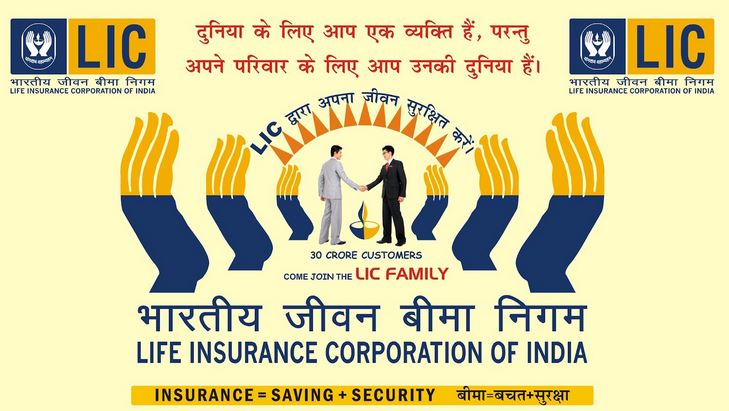 LIC
भारतीय जीवन बीमा निगम
LIFE INSURANCE CORPORATION OF INDIA
दुनिया के लिए आप एक व्यक्ति हैं, परन्तु
अपने परिवार के लिए आप उनकी दुनिया हैं।
LIC
भारतीय जीवन बीमा निगम
LIFE INSURANCE CORPORATION OF INDIA
LIC द्वारा अपना जीवन सुरक्षित करें।
30 CRORE CUSTOMERS
COME JOIN THE LIC FAMILY
भारतीय जीवन बीमा निगम
LIFE INSURANCE CORPORATION OF INDIA
INSURANCE = SAVING + SECURITY बीमा=बचत+सुरक्षा